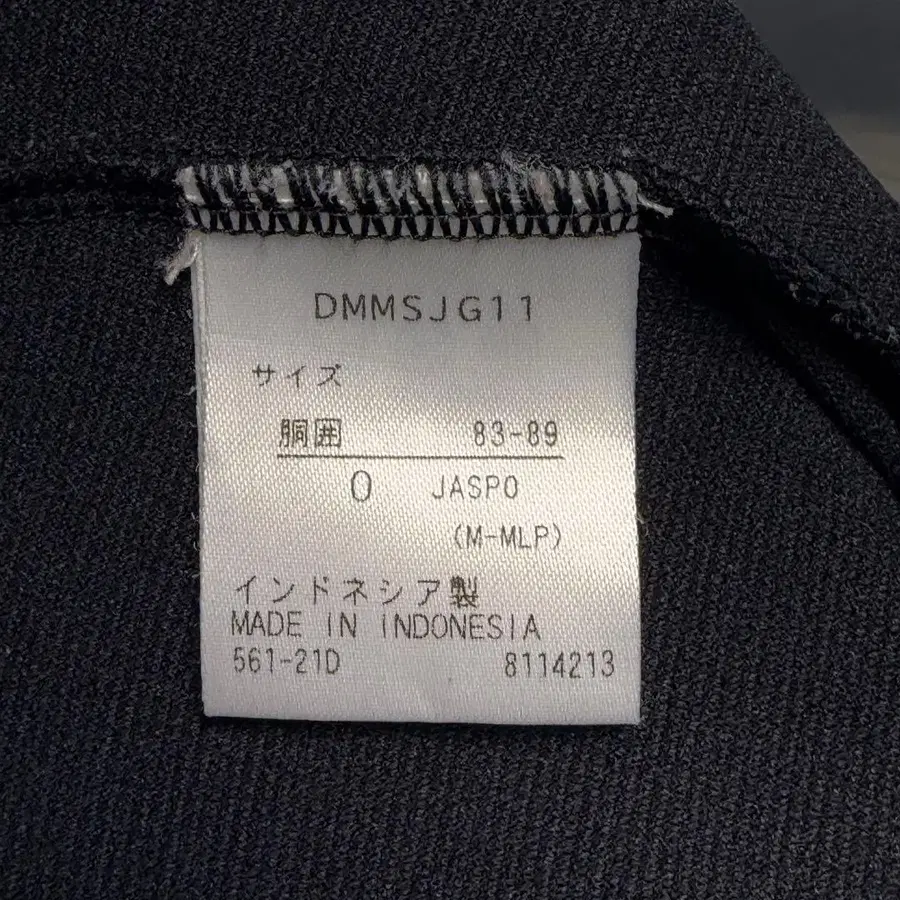 DMMSJG11
サイズ
胴囲 83-89
O JASPO
(M-MLP)
インドネシア製
MADE IN INDONESIA
561-21D 8114213